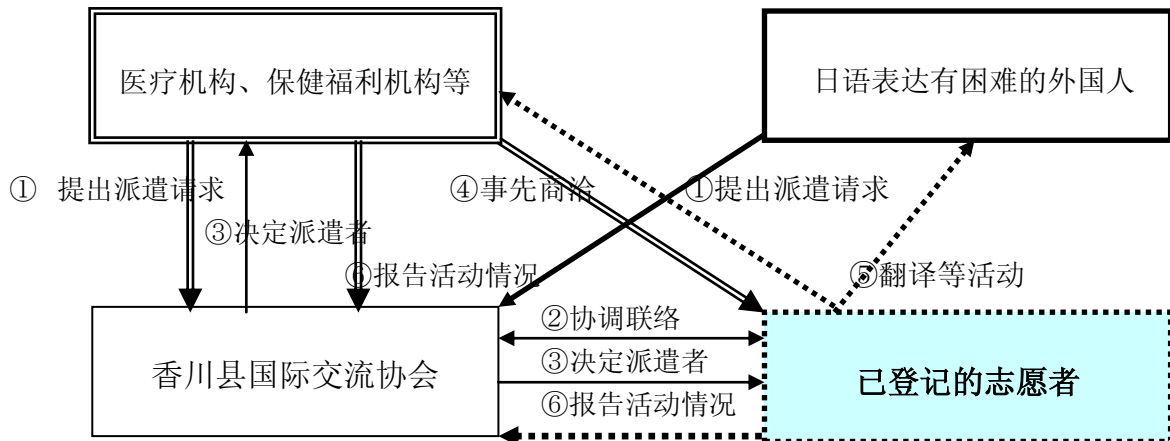 医疗机构、保健福利机构等
日语表达有困难的外国人
① 提出派遣请求
④事先商洽
①提出派遣请求
③决定派遣者
⑥报告活动情况
⑤翻译等活动
②协调联络
③决定派遣者
⑥报告活动情况
香川县国际交流协会
已登记的志愿者